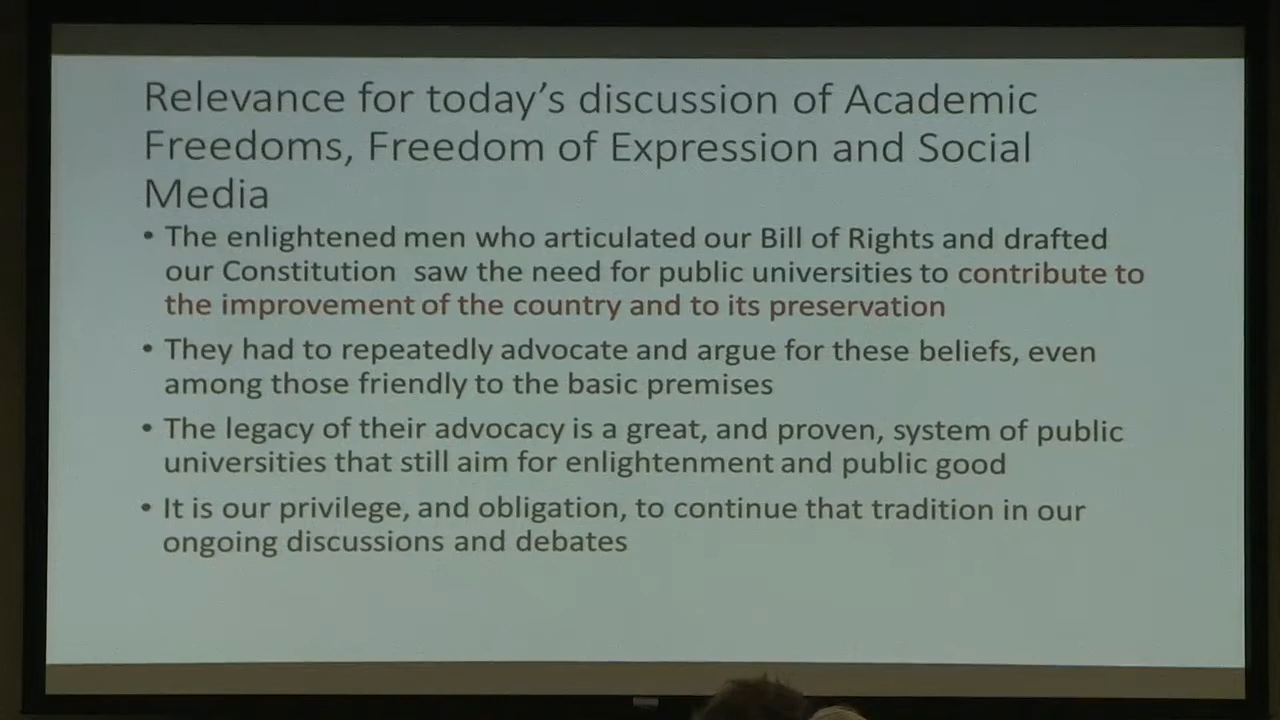 Relevance for today's discussion of Academic
Freedoms, Freedom of Expression and Social
Media
• The enlightened men who articulated our Bill of Rights and drafted
our Constitution saw the need for public universities to contribute to
the improvement of the country and to its preservation
• They had to repeatedly advocate and argue for these beliefs, even
among those friendly to the basic premises
• The legacy of their advocacy is a great, and proven, system of public
universities that still aim for enlightenment and public good
• It is our privilege, and obligation, to continue that tradition in our
ongoing discussions and debates